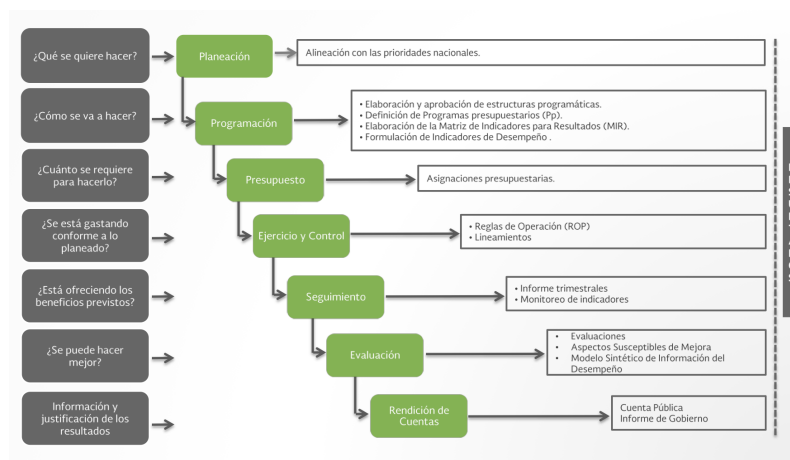 ¿Qué se quiere hacer?
Planeación
Alineación con las prioridades nacionales.
¿Cómo se va a hacer?
Programación
• Elaboración y aprobación de estructuras programáticas.
• Definición de Programas presupuestarios (Pp).
• Elaboración de la Matriz de Indicadores para Resultados (MIR).
• Formulación de Indicadores de Desempeño .
¿Cuánto se requiere
para hacerlo?
Presupuesto
Asignaciones presupuestarias.
¿Se está gastando
conforme a lo
planeado?
Ejercicio y Control
• Reglas de Operación (ROP)
• Lineamientos
¿Está ofreciendo los
beneficios previstos?
Seguimiento
• Informe trimestrales
• Monitoreo de indicadores
¿Se puede hacer
mejor?
Evaluación
• Evaluaciones
• Aspectos Susceptibles de Mejora
• Modelo Sintético de Información del
Desempeño
Información y
justificación de los
resultados
Rendición de
Cuentas
Cuenta Pública
Informe de Gobierno